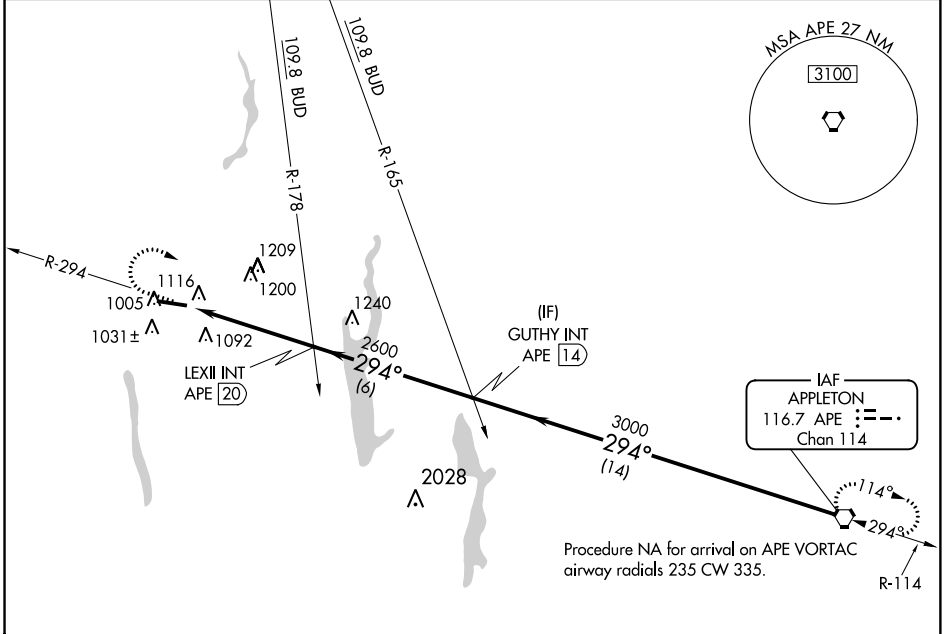 MSA APE 27 NM
3100
109.8 BUD
109.8 BUD
R-178
R-165
R-294
1209
1200
1116
1005
1031±
1092
1240
LEXII INT
APE 20
2600
294°
(6)
(IF)
GUTHY INT
APE 14
3000
294°
(14)
2028
IAF
APPLETON
116.7 APE
Chan 114
114°
294°
R-114
Procedure NA for arrival on APE VORTAC
airway radials 235 CW 335.